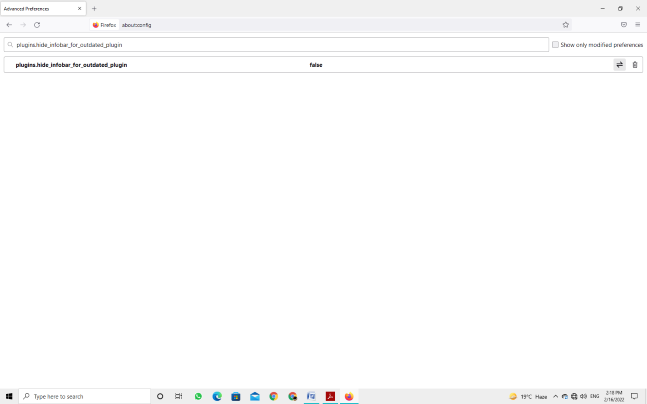 Advanced Preferences
Firefox
about:config
plugins.hide_infobar_for_outdated_plugin
Show only modified preferences
plugins.hide_infobar_for_outdated_plugin false
Type here to search
19°C Haze
ENG
2:18 PM
2/16/2022